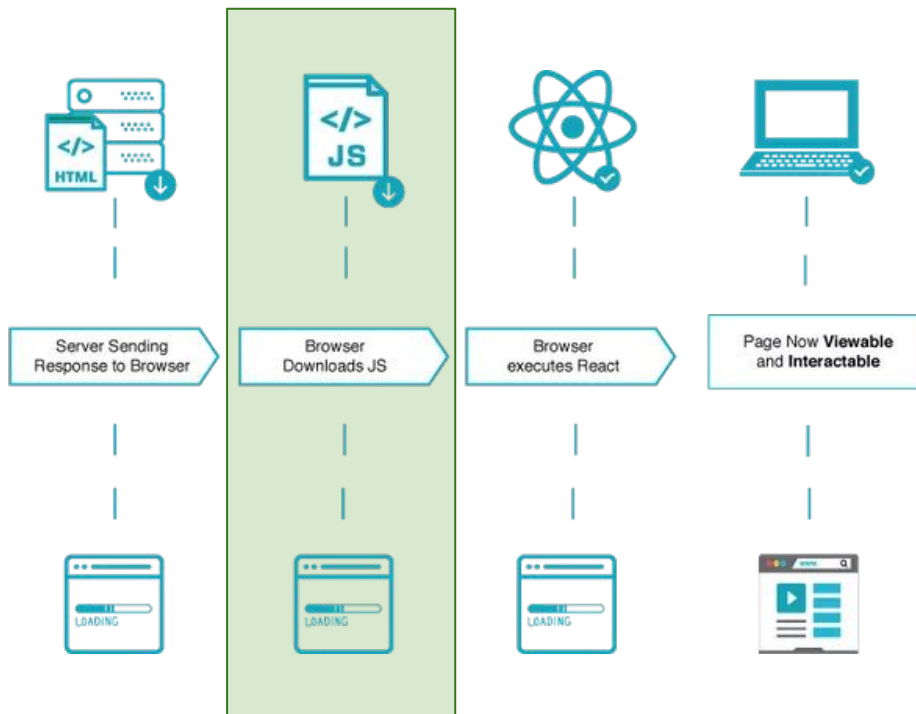 </>
HTML
</>
JS
Server Sending
Response to Browser
Browser
Downloads JS
Browser
executes React
Page Now Viewable
and Interactable
LOADING
LOADING
LOADING
www.